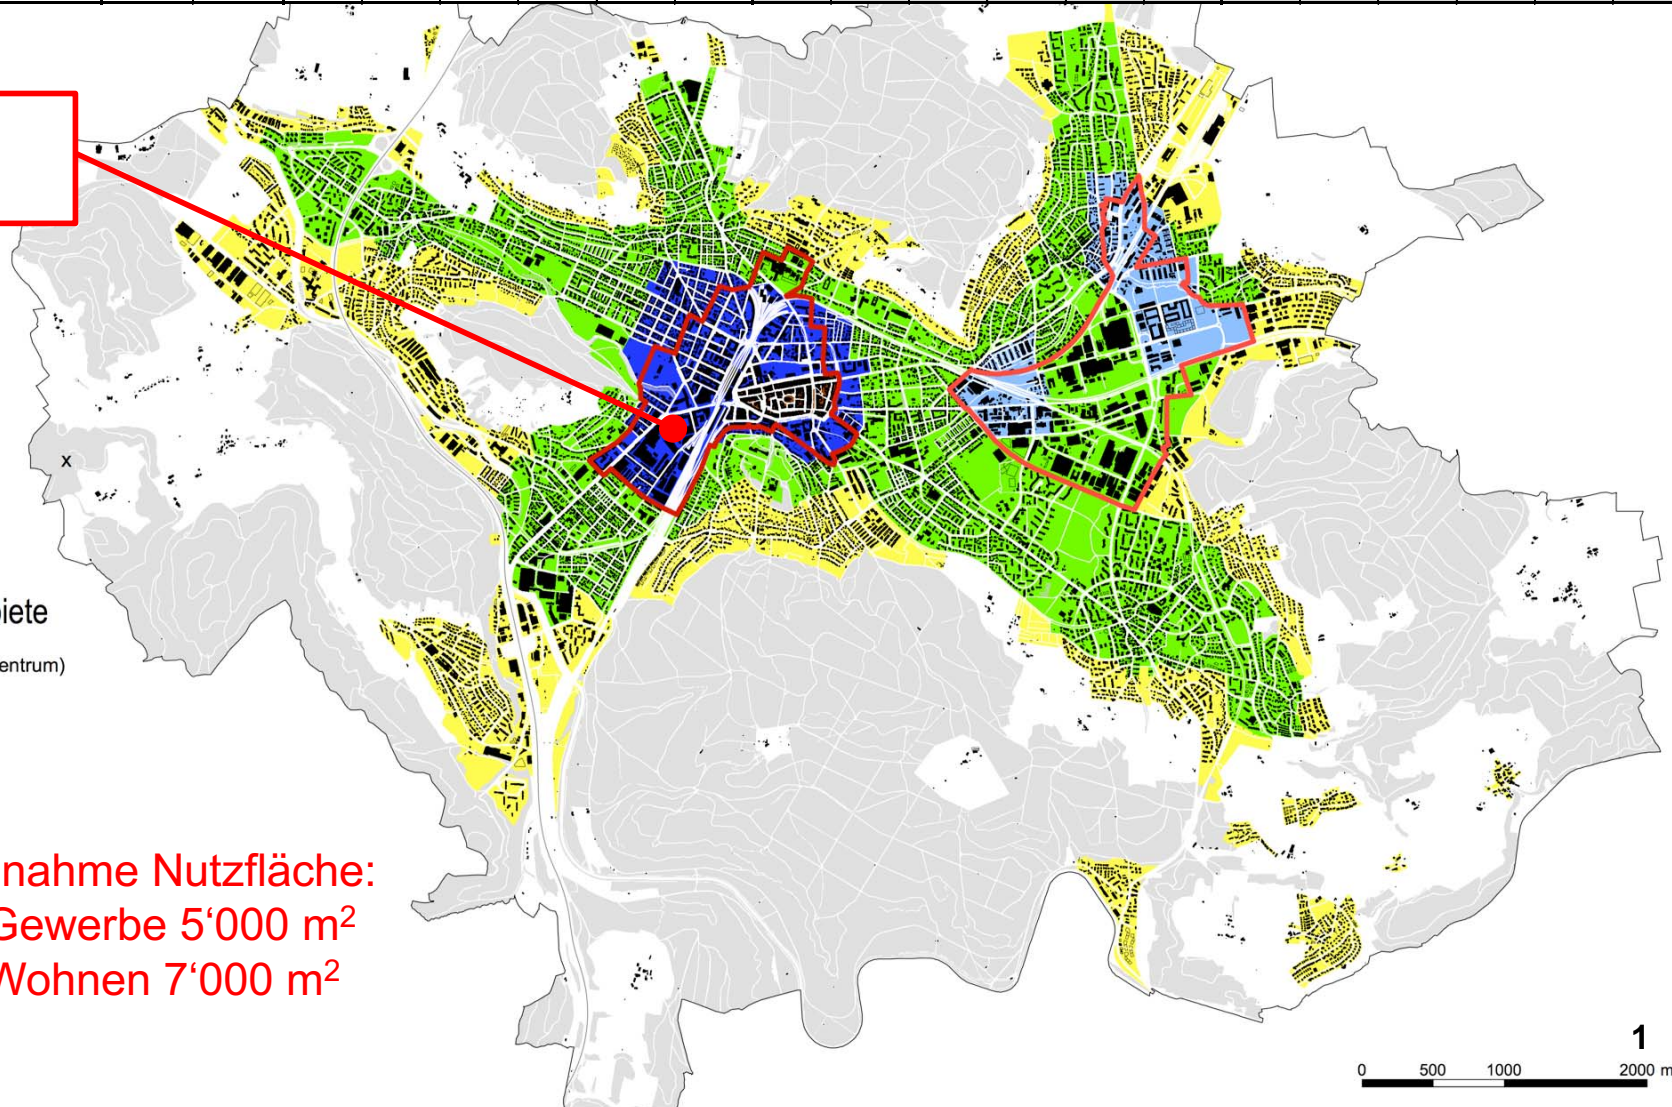 x
iete
entrum)
nahme Nutzfläche:
Gewerbe 5‘000 m²
Wohnen 7‘000 m²
1
0 500 1000 2000 m